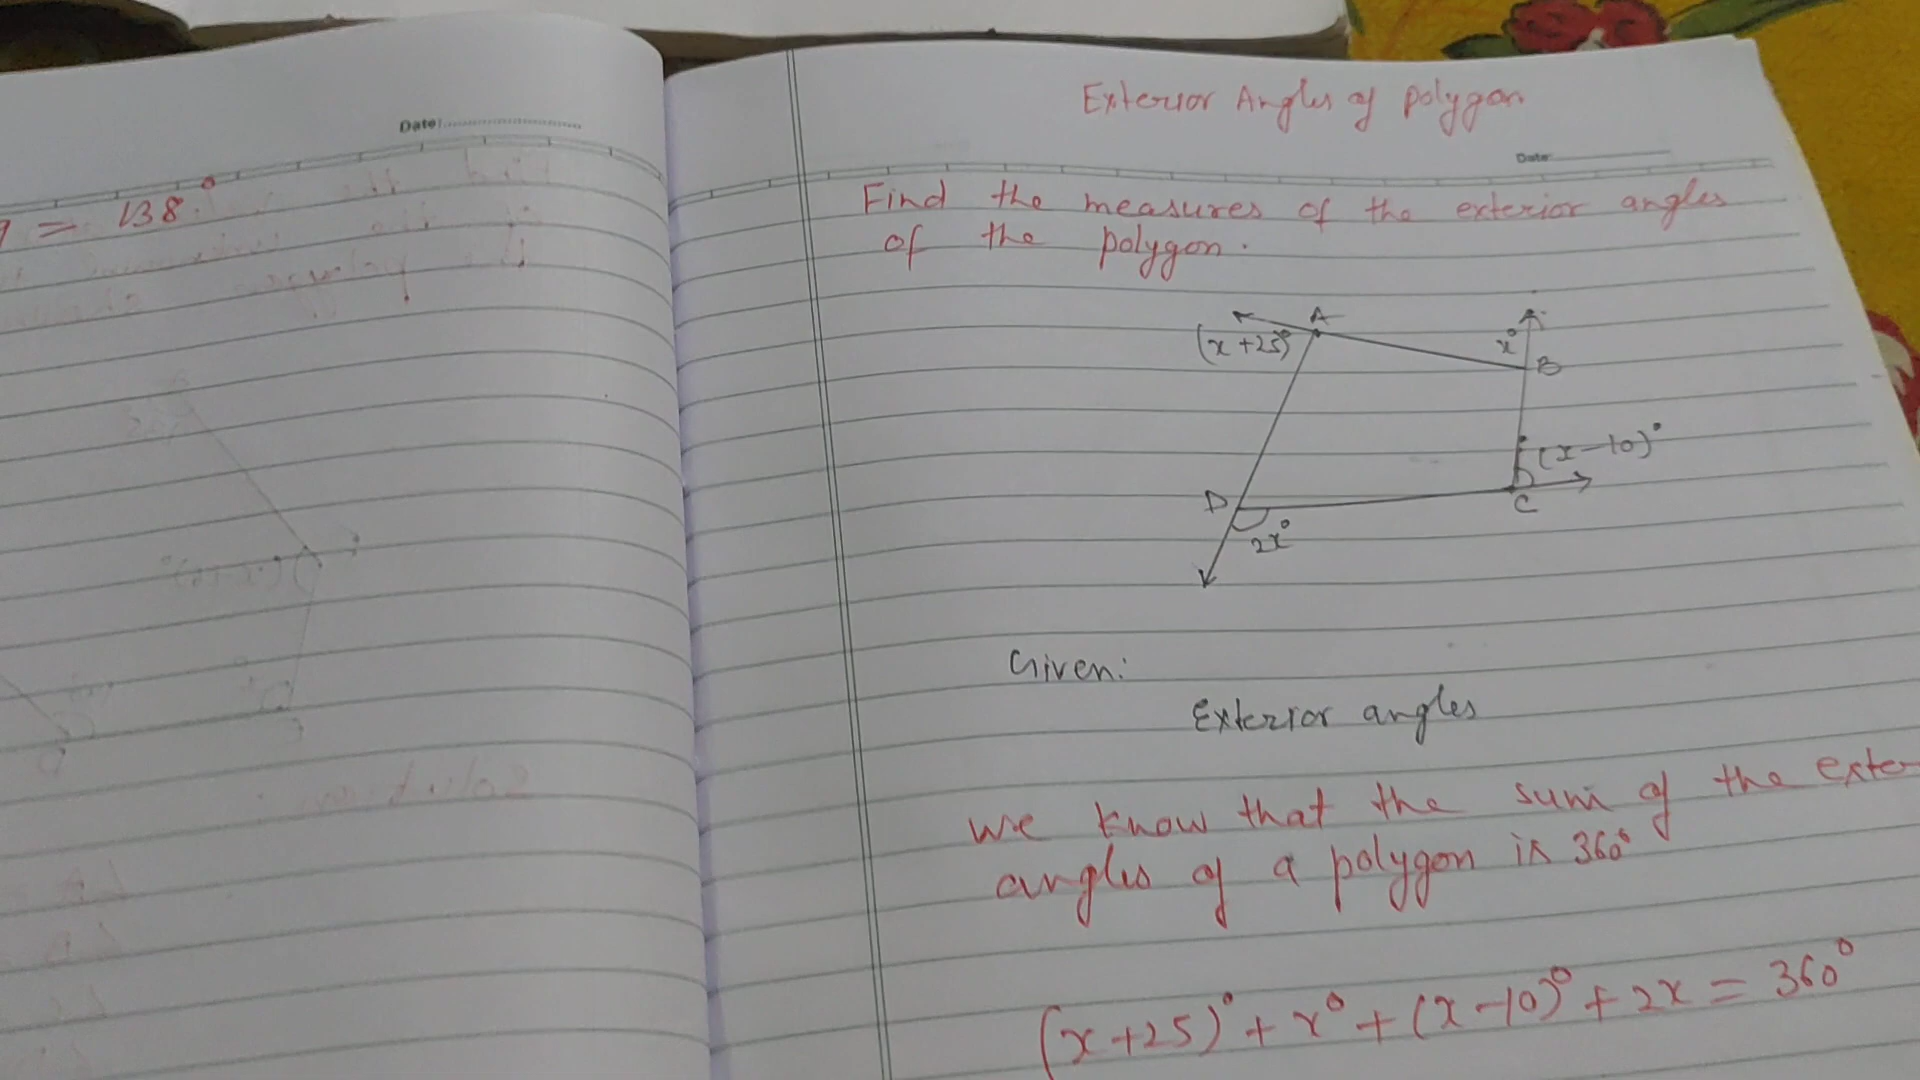 Date:
= 138°
Exterior Angles of polygon
Date:
Find the measures of the exterior angles
of the polygon.
A
(x+25)°
x°
B
(x-10)°
D
C
2x°
Given:
Exterior angles
We know that the sum of the exte-
angles of a polygon is 360°
(x+25)° + x° + (x-10)° + 2x = 360°